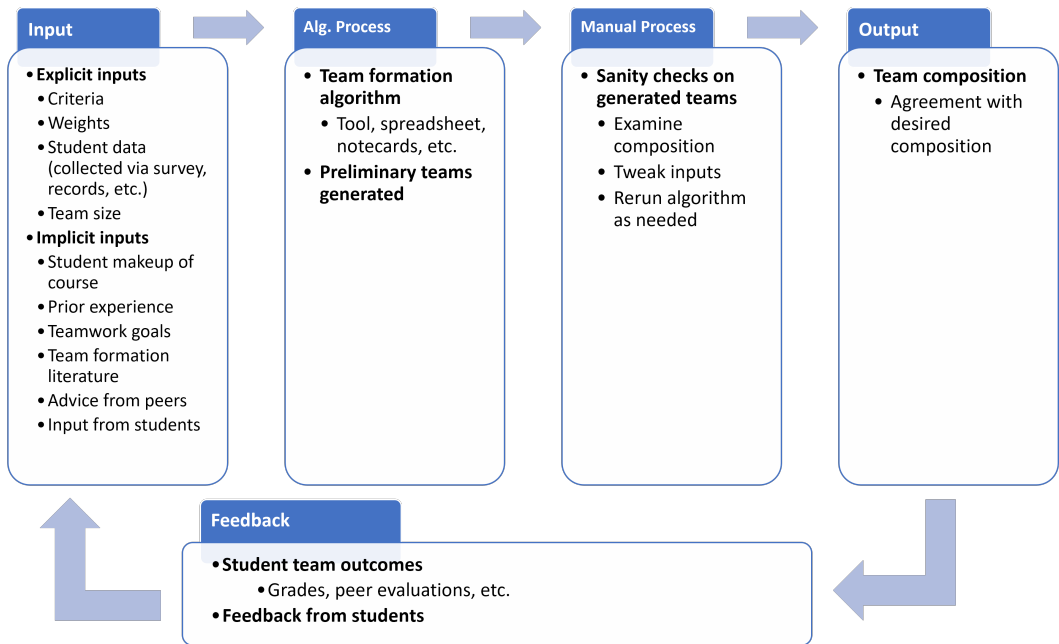 Input
• Explicit inputs
• Criteria
• Weights
• Student data
(collected via survey,
records, etc.)
• Team size
• Implicit inputs
• Student makeup of
course
• Prior experience
• Teamwork goals
• Team formation
literature
• Advice from peers
• Input from students
Alg. Process
• Team formation
algorithm
• Tool, spreadsheet,
notecards, etc.
• Preliminary teams
generated
Manual Process
• Sanity checks on
generated teams
• Examine
composition
• Tweak inputs
• Rerun algorithm
as needed
Output
• Team composition
• Agreement with
desired
composition
Feedback
• Student team outcomes
• Grades, peer evaluations, etc.
• Feedback from students